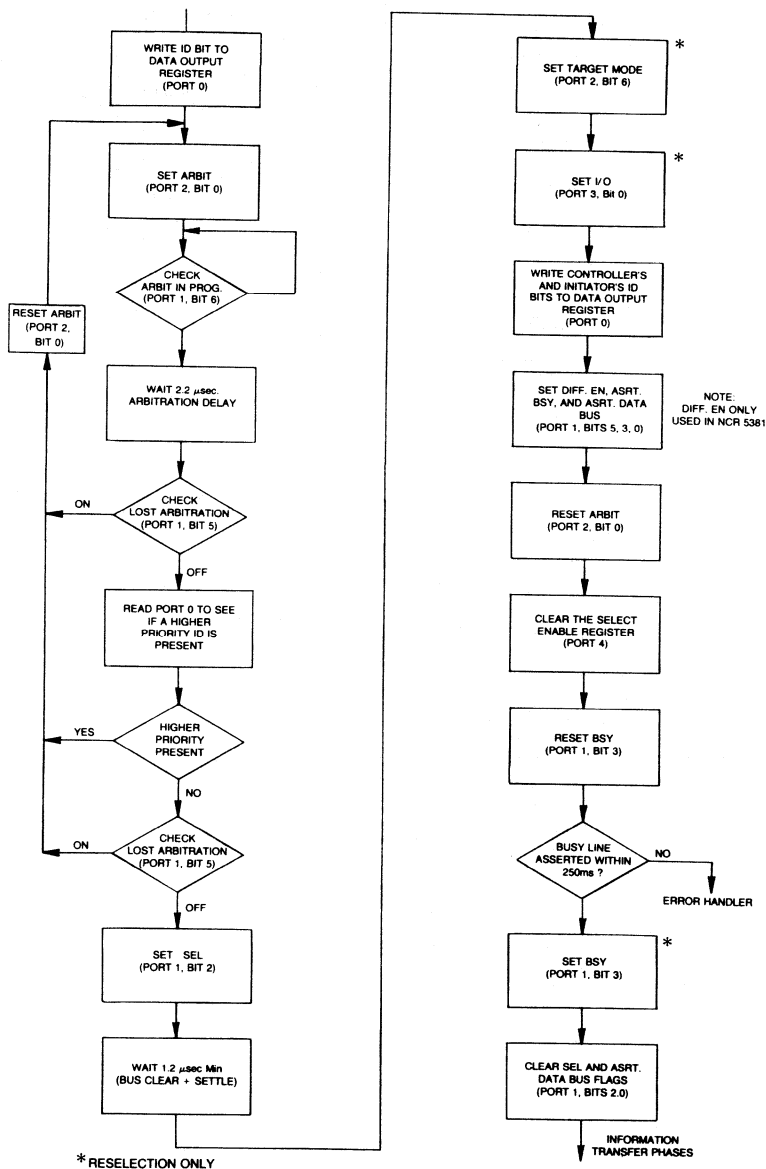 WRITE ID BIT TO
DATA OUTPUT
REGISTER
(PORT 0)
SET ARBIT
(PORT 2, BIT 0)
CHECK
ARBIT IN PROG.
(PORT 1, BIT 6)
RESET ARBIT
(PORT 2,
BIT 0)
WAIT 2.2 µsec.
ARBITRATION DELAY
CHECK
LOST ARBITRATION
(PORT 1, BIT 5)
ON
OFF
READ PORT 0 TO SEE
IF A HIGHER
PRIORITY ID IS
PRESENT
HIGHER
PRIORITY
PRESENT
YES
NO
CHECK
LOST ARBITRATION
(PORT 1, BIT 5)
ON
OFF
SET SEL
(PORT 1, BIT 2)
WAIT 1.2 µsec Min
(BUS CLEAR + SETTLE)
* RESELECTION ONLY
*
SET TARGET MODE
(PORT 2, BIT 6)
*
SET I/O
(PORT 3, Bit 0)
WRITE CONTROLLER'S
AND INITIATOR'S ID
BITS TO DATA OUTPUT
REGISTER
(PORT 0)
SET DIFF. EN, ASRT.
BSY, AND ASRT. DATA
BUS
(PORT 1, BITS 5, 3, 0)
NOTE:
DIFF. EN ONLY
USED IN NCR 5381
RESET ARBIT
(PORT 2, BIT 0)
CLEAR THE SELECT
ENABLE REGISTER
(PORT 4)
RESET BSY
(PORT 1, BIT 3)
BUSY LINE
ASSERTED WITHIN
250ms ?
NO
ERROR HANDLER
*
SET BSY
(PORT 1, BIT 3)
CLEAR SEL AND ASRT.
DATA BUS FLAGS
(PORT 1, BITS 2.0)
INFORMATION
TRANSFER PHASES